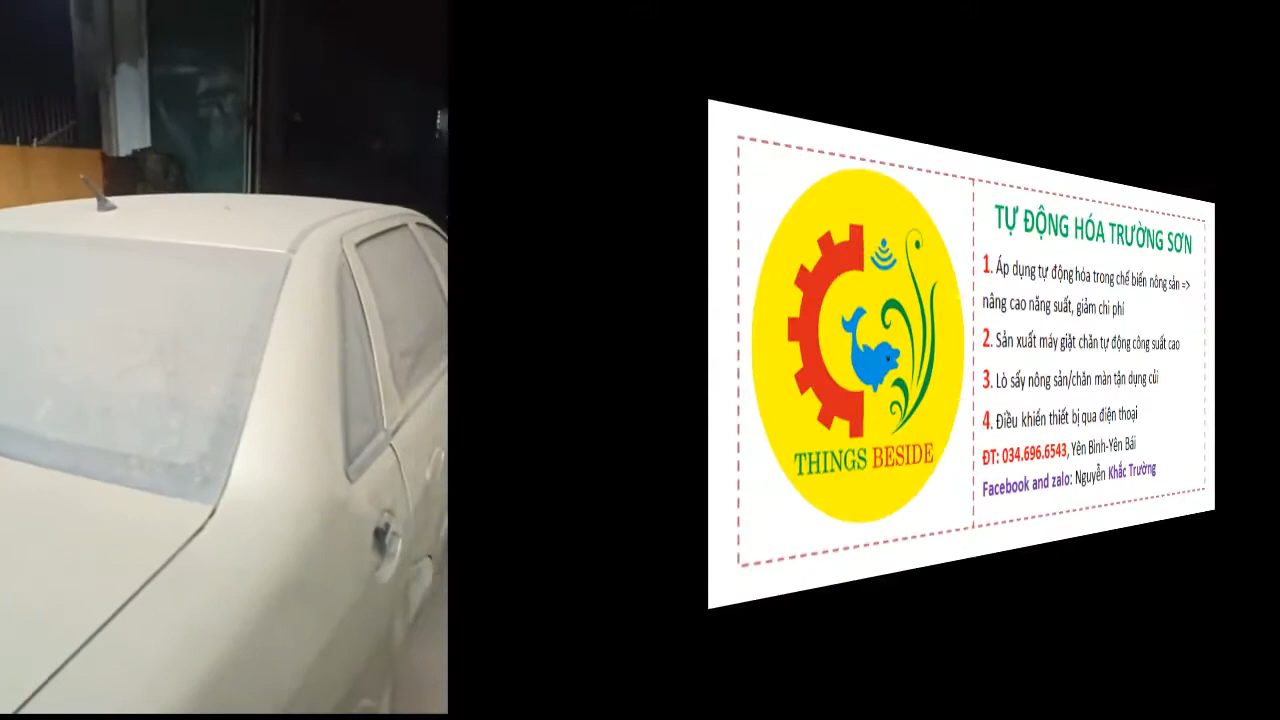 THINGS BESIDE
TỰ ĐỘNG HÓA TRƯỜNG SƠN
1. Áp dụng tự động hóa trong chế biến nông sản =>
nâng cao năng suất, giảm chi phí
2. Sản xuất máy giặt chăn tự động công suất cao
3. Lò sấy nông sản/chăn màn tận dụng củi
4. Điều khiển thiết bị qua điện thoại
ĐT: 034.696.6543, Yên Bình-Yên Bái
Facebook and zalo: Nguyễn Khắc Trường